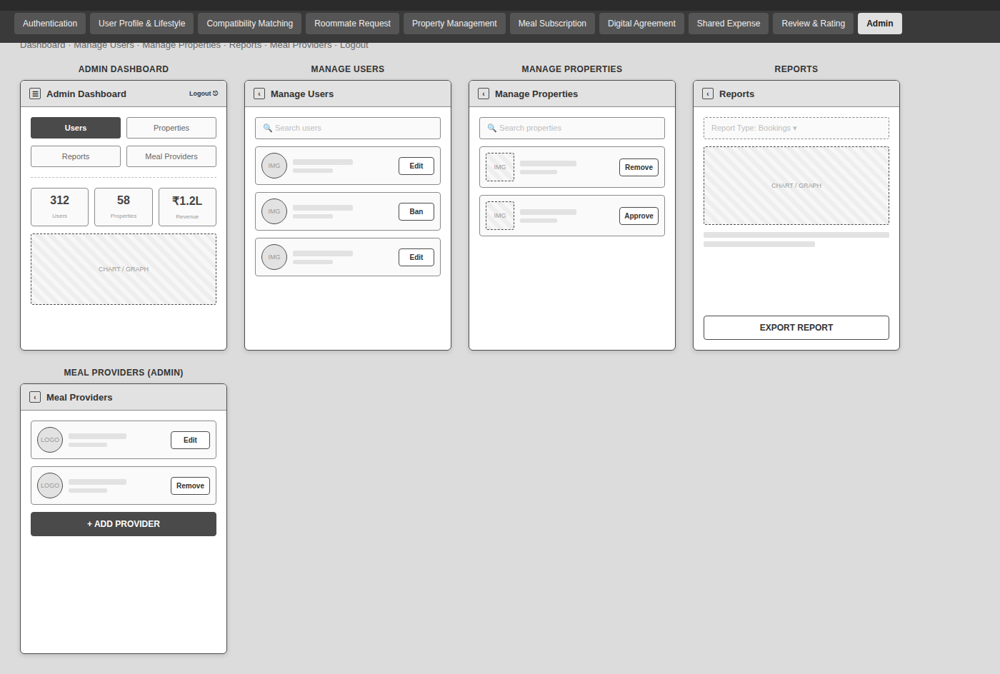 Authentication
User Profile & Lifestyle
Compatibility Matching
Roommate Request
Property Management
Meal Subscription
Digital Agreement
Shared Expense
Review & Rating
Admin
Dashboard · Manage Users · Manage Properties · Reports · Meal Providers · Logout
ADMIN DASHBOARD
☰ Admin Dashboard
Logout ⎋
Users
Properties
Reports
Meal Providers
312
Users
58
Properties
₹1.2L
Revenue
CHART / GRAPH
MANAGE USERS
‹ Manage Users
🔍 Search users
IMG
Edit
IMG
Ban
IMG
Edit
MANAGE PROPERTIES
‹ Manage Properties
🔍 Search properties
IMG
Remove
IMG
Approve
REPORTS
‹ Reports
Report Type: Bookings ▾
CHART / GRAPH
EXPORT REPORT
MEAL PROVIDERS (ADMIN)
‹ Meal Providers
LOGO
Edit
LOGO
Remove
+ ADD PROVIDER